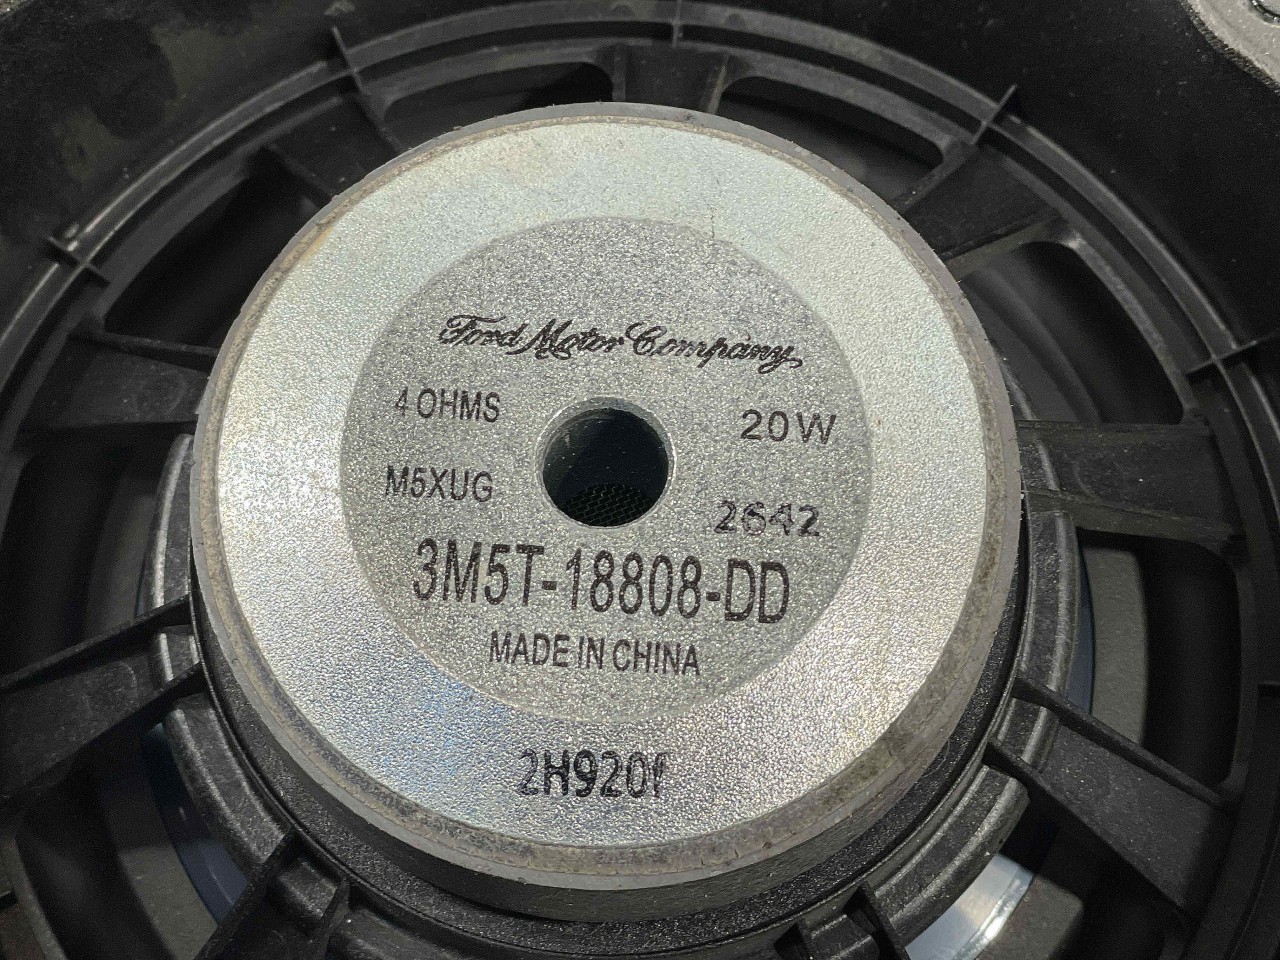 Ford Motor Company
4 OHMS 20W
M5XUG 2642
3M5T-18808-DD
MADE IN CHINA